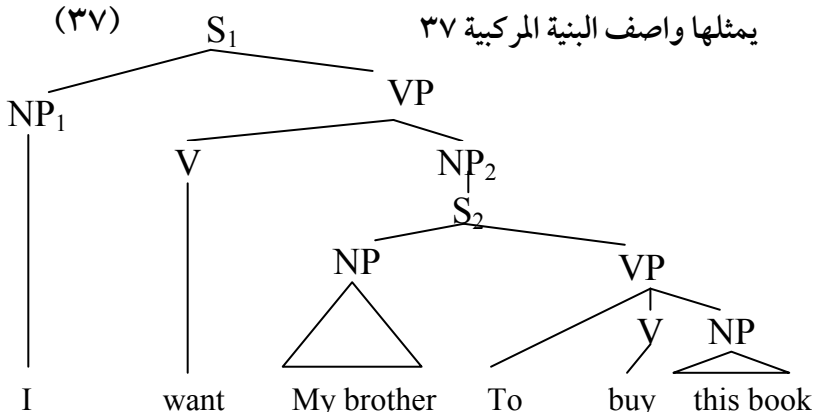 يمثلها واصف البنية المركبية ٣٧
(٣٧)
S₁
NP₁ VP
V NP₂
S₂
NP VP
V NP
I want My brother To buy this book